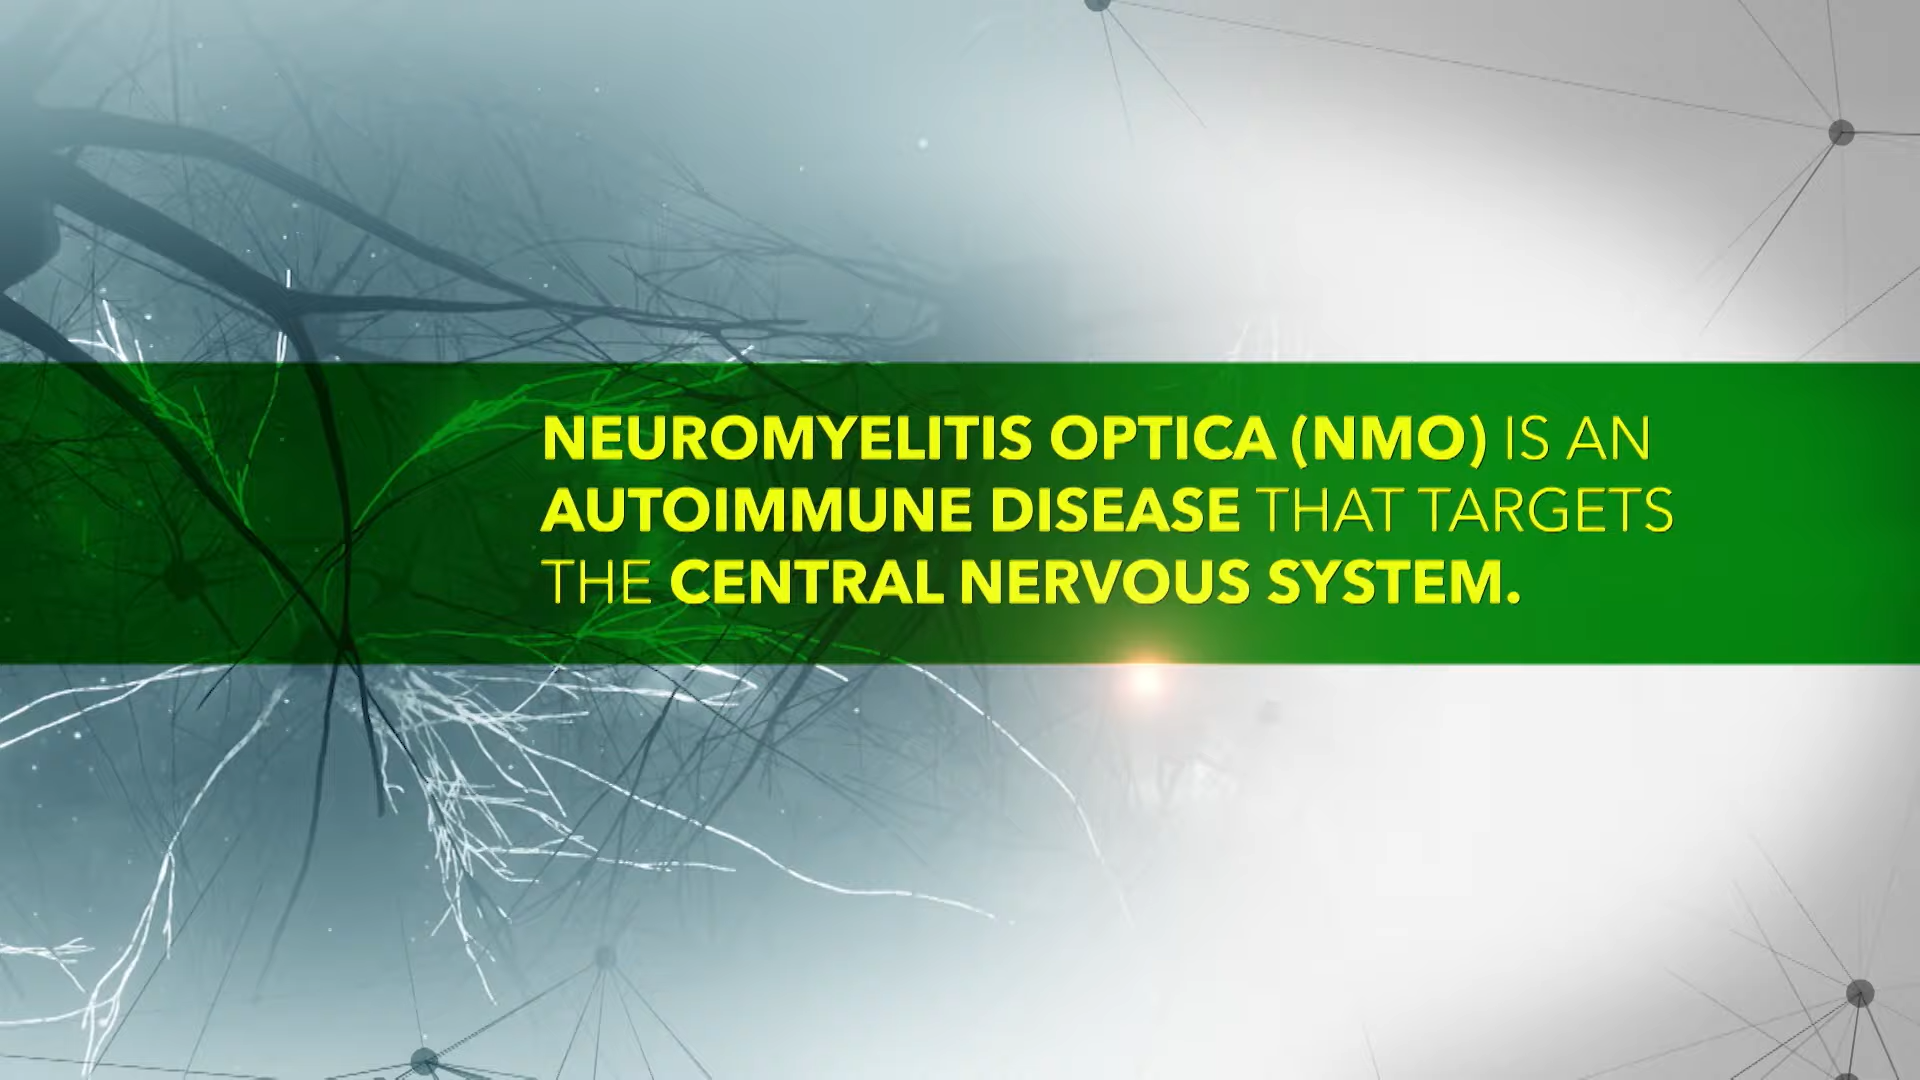 NEUROMYELITIS OPTICA (NMO) IS AN
AUTOIMMUNE DISEASE THAT TARGETS
THE CENTRAL NERVOUS SYSTEM.